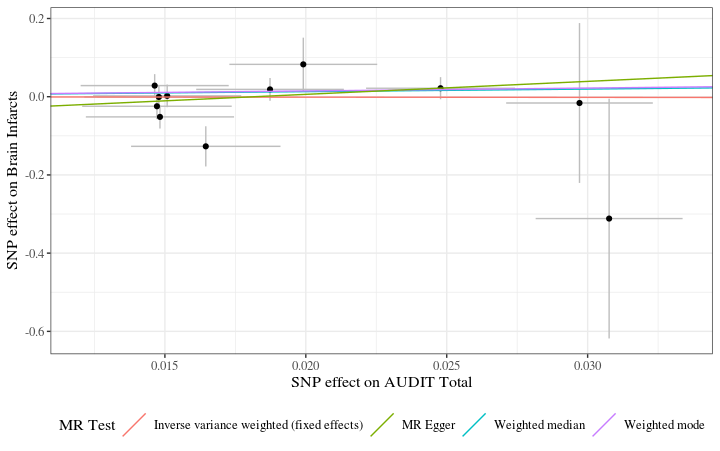 SNP effect on Brain Infarcts
0.2
0.0
-0.2
-0.4
-0.6
0.015 0.020 0.025 0.030
SNP effect on AUDIT Total
MR Test Inverse variance weighted (fixed effects) MR Egger Weighted median Weighted mode